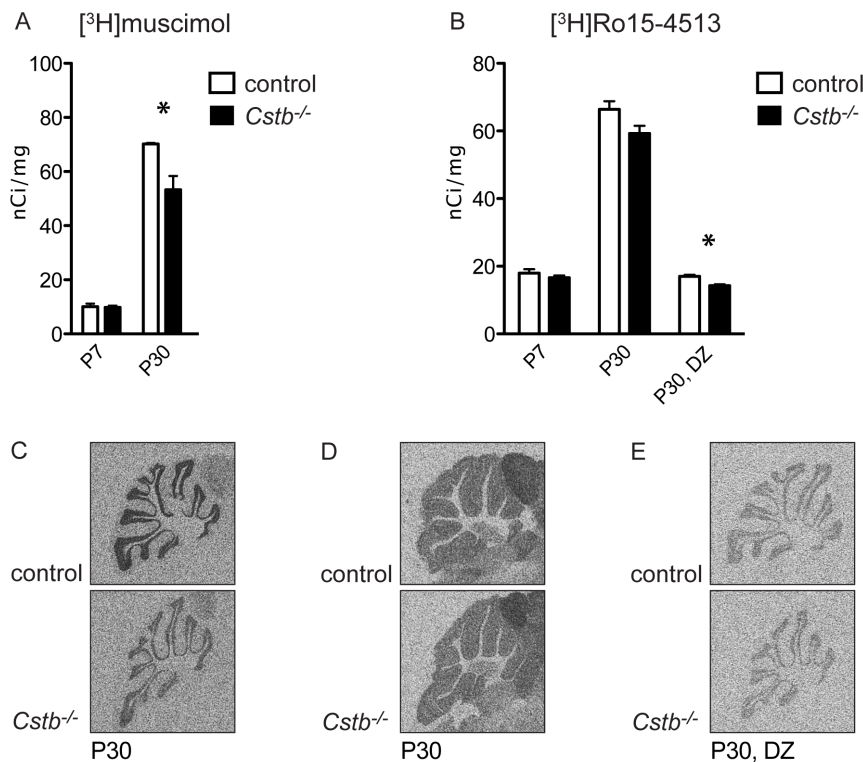 A [³H]muscimol
100
80
60
40
20
0
nCi/mg
control
Cstb-/-
*
P7
P30
B [³H]Ro15-4513
80
60
40
20
0
nCi/mg
control
Cstb-/-
*
P7
P30
P30, DZ
C
control
Cstb-/-
P30
D
control
Cstb-/-
P30
E
control
Cstb-/-
P30, DZ